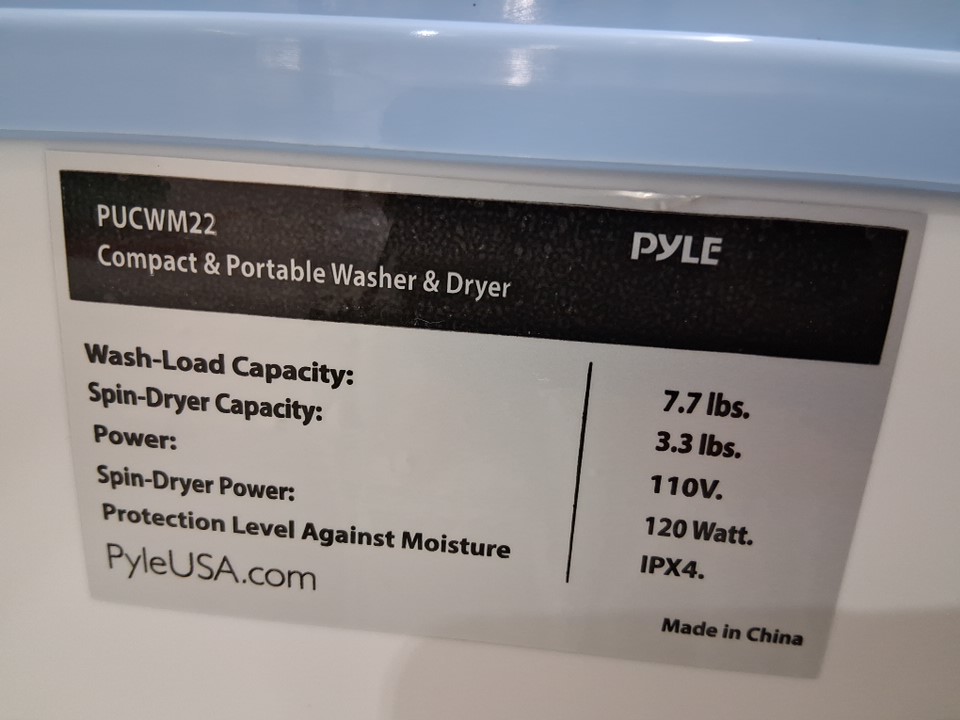 PUCWM22
Compact & Portable Washer & Dryer
PYLE
Wash-Load Capacity: 7.7 lbs.
Spin-Dryer Capacity: 3.3 lbs.
Power: 110V.
Spin-Dryer Power: 120 Watt.
Protection Level Against Moisture IPX4.
PyleUSA.com
Made in China